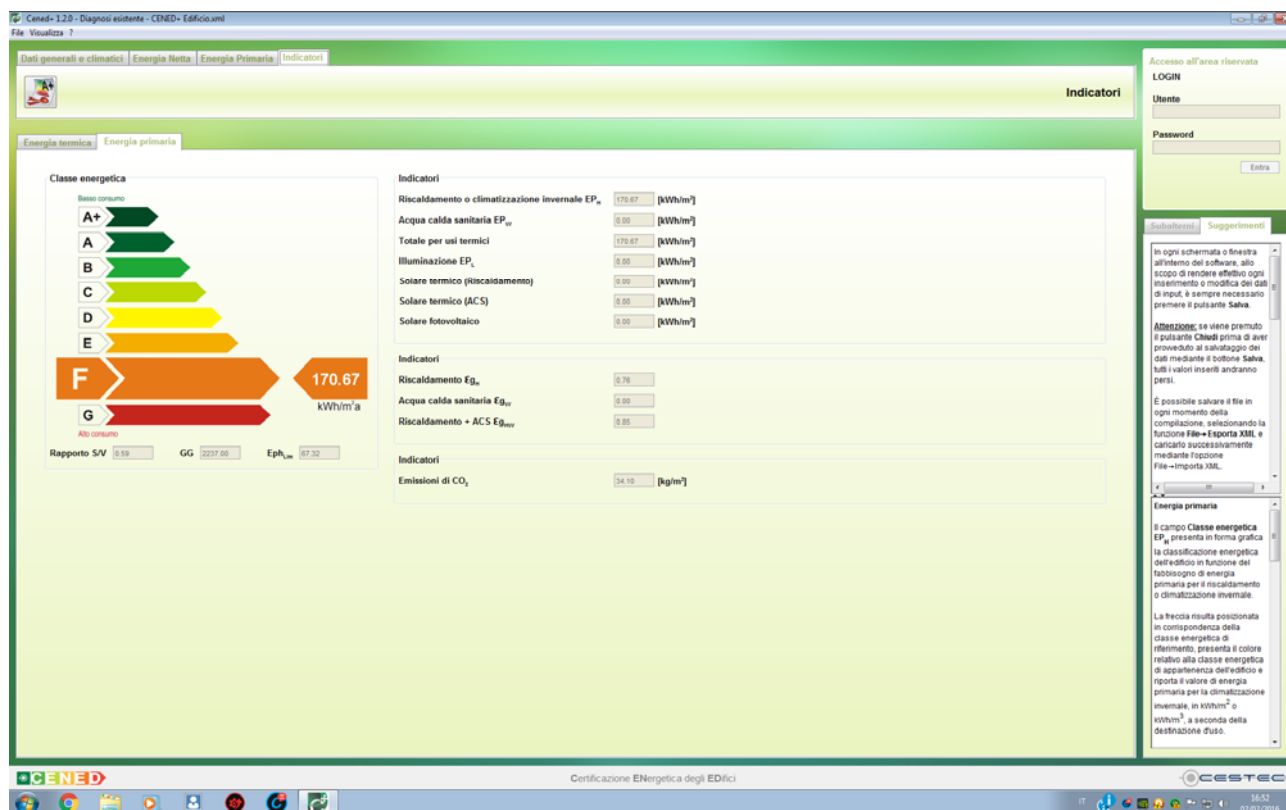 Cened+ 1.2.0 - Diagnosi esistente - CENED+ Edificio.xml
File Visualizza ?
Dati generali e climatici Energia Netta Energia Primaria Indicatori
Indicatori
Energia termica Energia primaria
Classe energetica
Basso consumo
A+
A
B
C
D
E
F 170.67
kWh/m²a
G
Alto consumo
Rapporto S/V 0.59 GG 2237.00 Eph Lim 67.32
Indicatori
Riscaldamento o climatizzazione invernale EP H 170.67 [kWh/m²]
Acqua calda sanitaria EP W 0.00 [kWh/m²]
Totale per usi termici 170.67 [kWh/m²]
Illuminazione EP L 0.00 [kWh/m²]
Solare termico (Riscaldamento) 0.00 [kWh/m²]
Solare termico (ACS) 0.00 [kWh/m²]
Solare fotovoltaico 0.00 [kWh/m²]
Indicatori
Riscaldamento Eg H 0.76
Acqua calda sanitaria Eg W 0.00
Riscaldamento + ACS Eg HW 0.85
Indicatori
Emissioni di CO₂ 34.10 [kg/m²]
Accesso all'area riservata
LOGIN
Utente
Password
Entra
Subalterni Suggerimenti
In ogni schermata o finestra
all'interno del software, allo
scopo di rendere effettivo ogni
inserimento o modifica dei dati
di input, è sempre necessario
premere il pulsante Salva.
Attenzione: se viene premuto
il pulsante Chiudi prima di aver
provveduto al salvataggio dei
dati mediante il bottone Salva,
tutti i valori inseriti andranno
persi.
È possibile salvare il file in
ogni momento della
compilazione, selezionando la
funzione File→Esporta XML e
caricarlo successivamente
mediante l'opzione
File→Importa XML.
Energia primaria
Il campo Classe energetica
EP H presenta in forma grafica
la classificazione energetica
dell'edificio in funzione del
fabbisogno di energia
primaria per il riscaldamento
o climatizzazione invernale.
La freccia risulta posizionata
in corrispondenza della
classe energetica di
riferimento, presenta il colore
relativo alla classe energetica
di appartenenza dell'edificio e
riporta il valore di energia
primaria per la climatizzazione
invernale, in kWh/m² o
kWh/m³, a seconda della
destinazione d'uso.
CENED
Certificazione ENergetica degli EDifici
CESTEC
IT
16:52